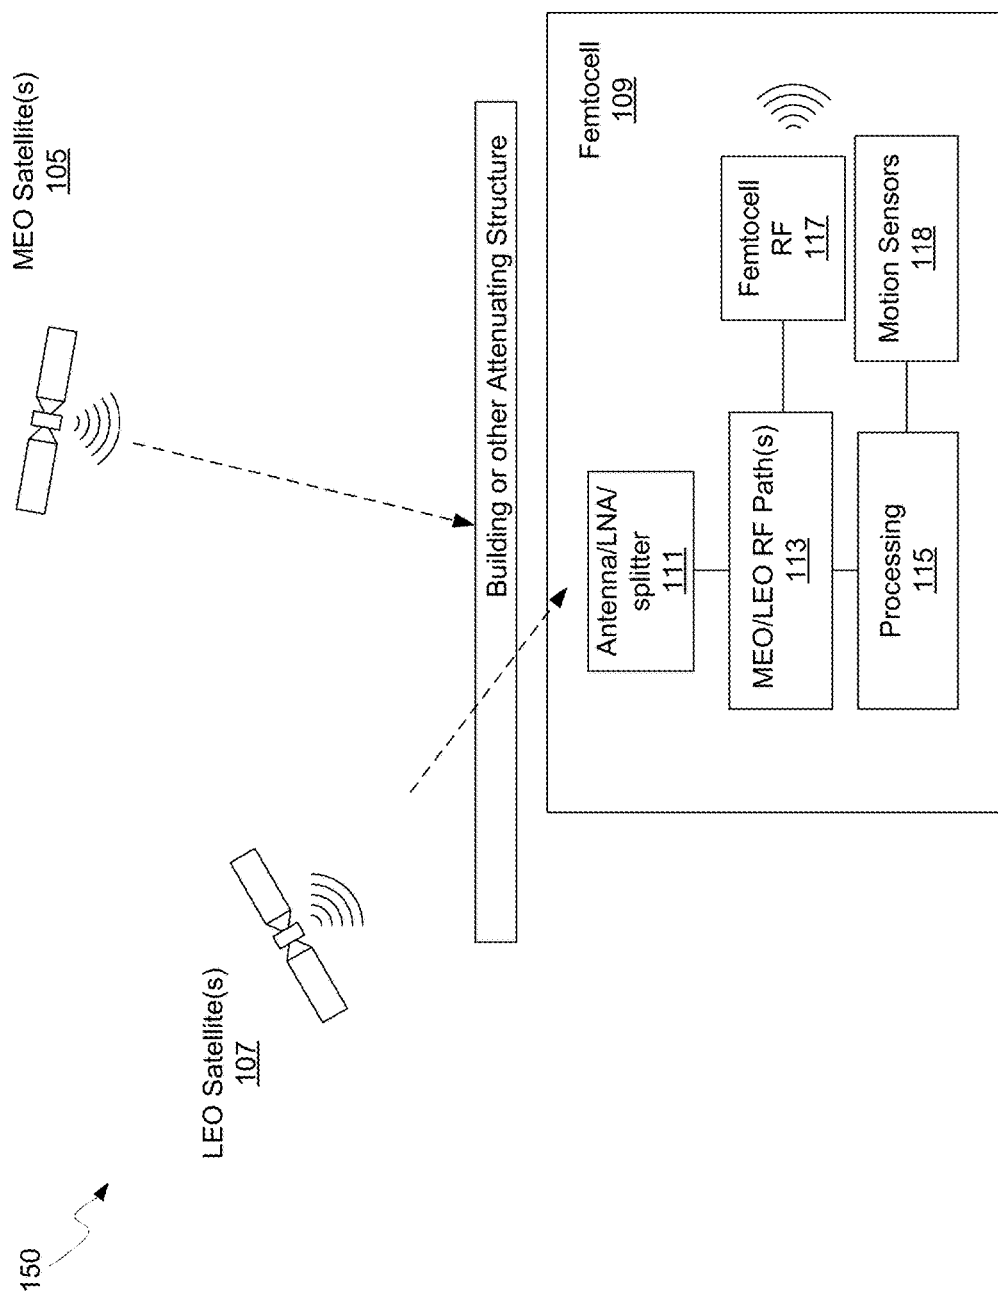 150
LEO Satellite(s)
107
MEO Satellite(s)
105
Building or other Attenuating Structure
Femtocell
109
Antenna/LNA/
splitter
111
MEO/LEO RF Path(s)
113
Femtocell
RF
117
Processing
115
Motion Sensors
118